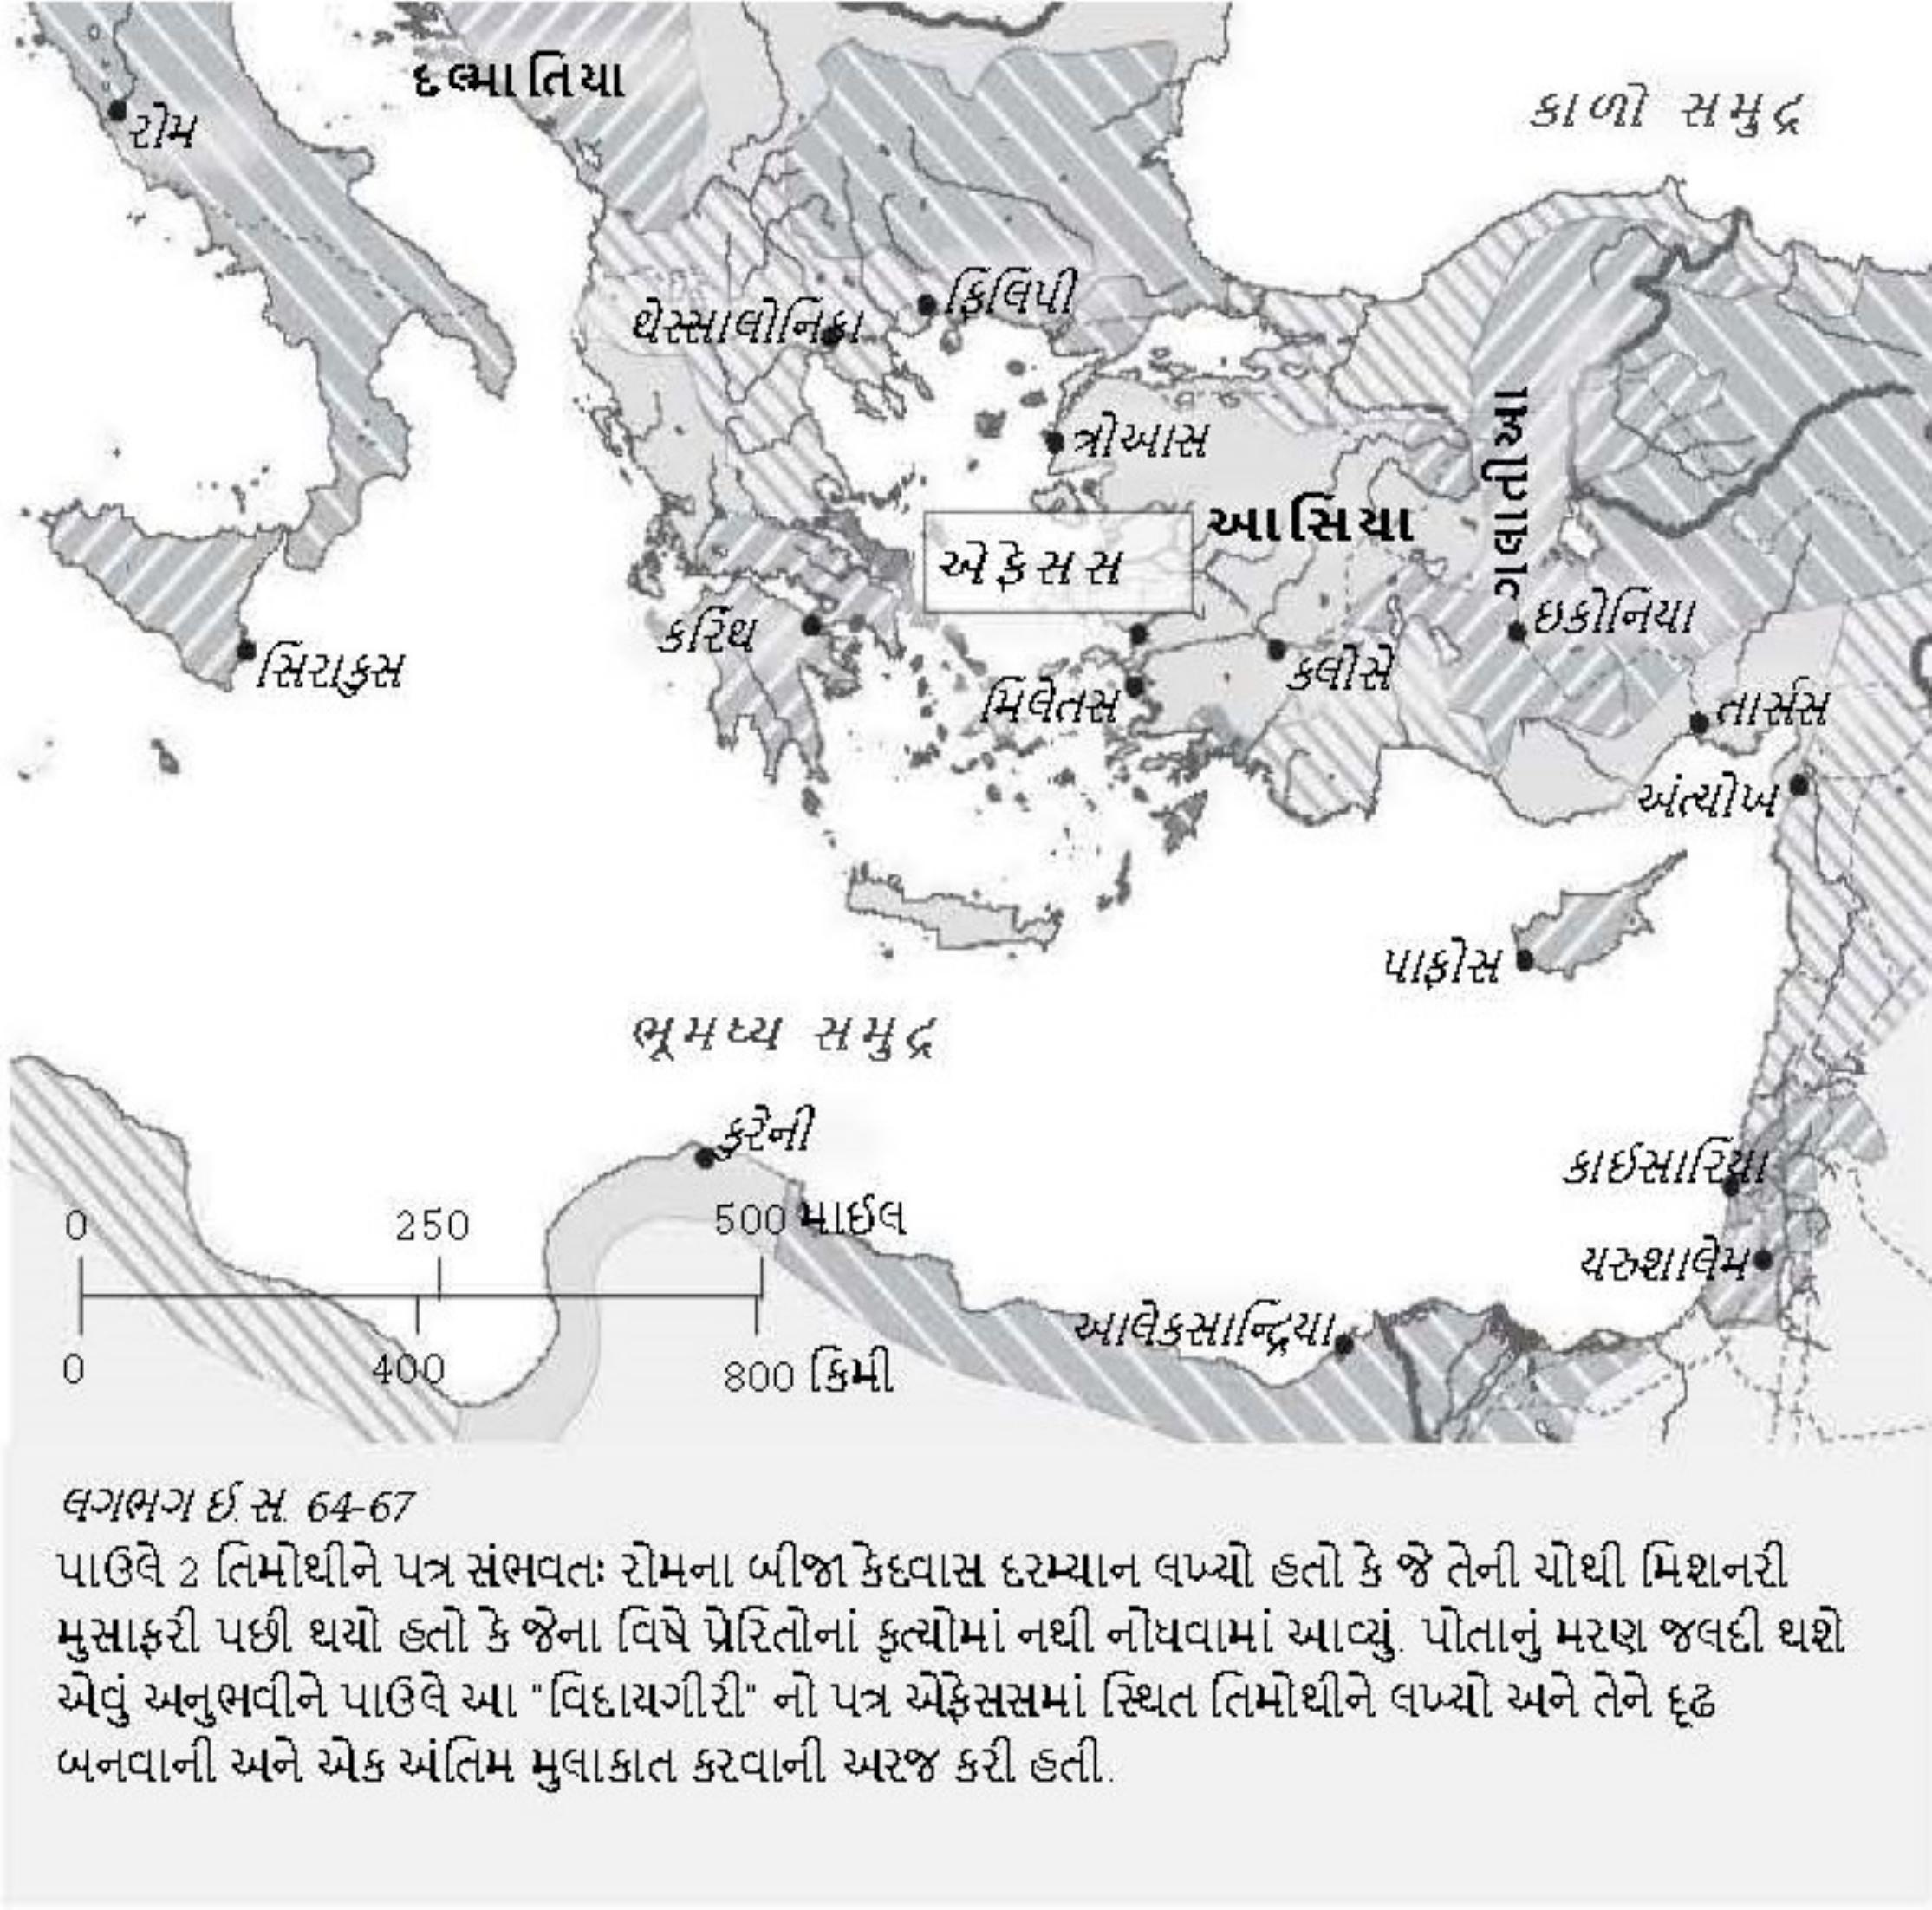 દલ્માતિયા
કાળો સમુદ્ર
રોમ
ફિલિપી
થેસ્સાલોનિકા
ત્રોઆસ
ગલાતીઆ
આસિયા
એફેસસ
ઇકોનિયા
કરિંથ
સિરાકુસ
કલોસે
મિલેતસ
તાર્સસ
અંત્યોખ
પાફોસ
ભૂમધ્ય સમુદ્ર
કુરેની
કાઈસારિયા
0 250 500 માઈલ
યરુશાલેમ
આલેકસાન્દ્રિયા
0 400 800 કિમી
લગભગ ઈ.સ. 64-67
પાઉલે 2 તિમોથીને પત્ર સંભવતઃ રોમના બીજા કેદવાસ દરમ્યાન લખ્યો હતો કે જે તેની ચોથી મિશનરી
મુસાફરી પછી થયો હતો કે જેના વિષે પ્રેરિતોનાં કૃત્યોમાં નથી નોધવામાં આવ્યું. પોતાનું મરણ જલદી થશે
એવું અનુભવીને પાઉલે આ "વિદાયગીરી" નો પત્ર એફેસસમાં સ્થિત તિમોથીને લખ્યો અને તેને દૃઢ
બનવાની અને એક અંતિમ મુલાકાત કરવાની અરજ કરી હતી.